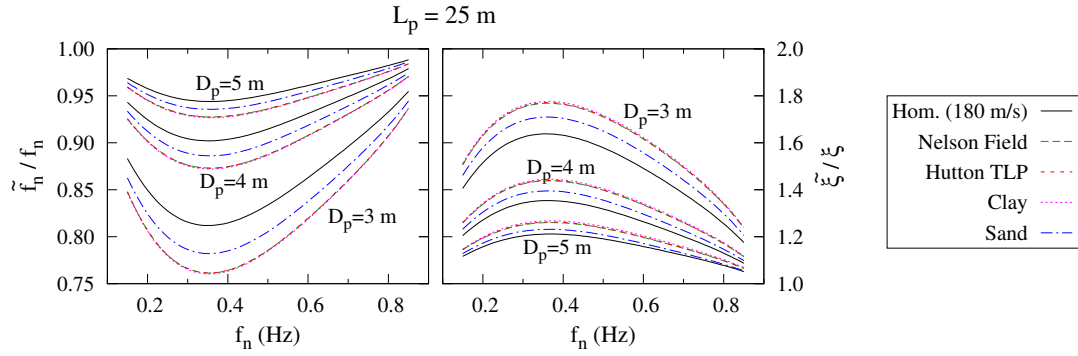 L_p = 25 m
f̃_n / f_n
1.00
0.95
0.90
0.85
0.80
0.75
D_p=5 m
D_p=4 m
D_p=3 m
0.2 0.4 0.6 0.8
f_n (Hz)
D_p=3 m
D_p=4 m
D_p=5 m
0.2 0.4 0.6 0.8
f_n (Hz)
2.0
1.8
1.6
1.4
1.2
1.0
ξ̃ / ξ
Hom. (180 m/s)
Nelson Field
Hutton TLP
Clay
Sand